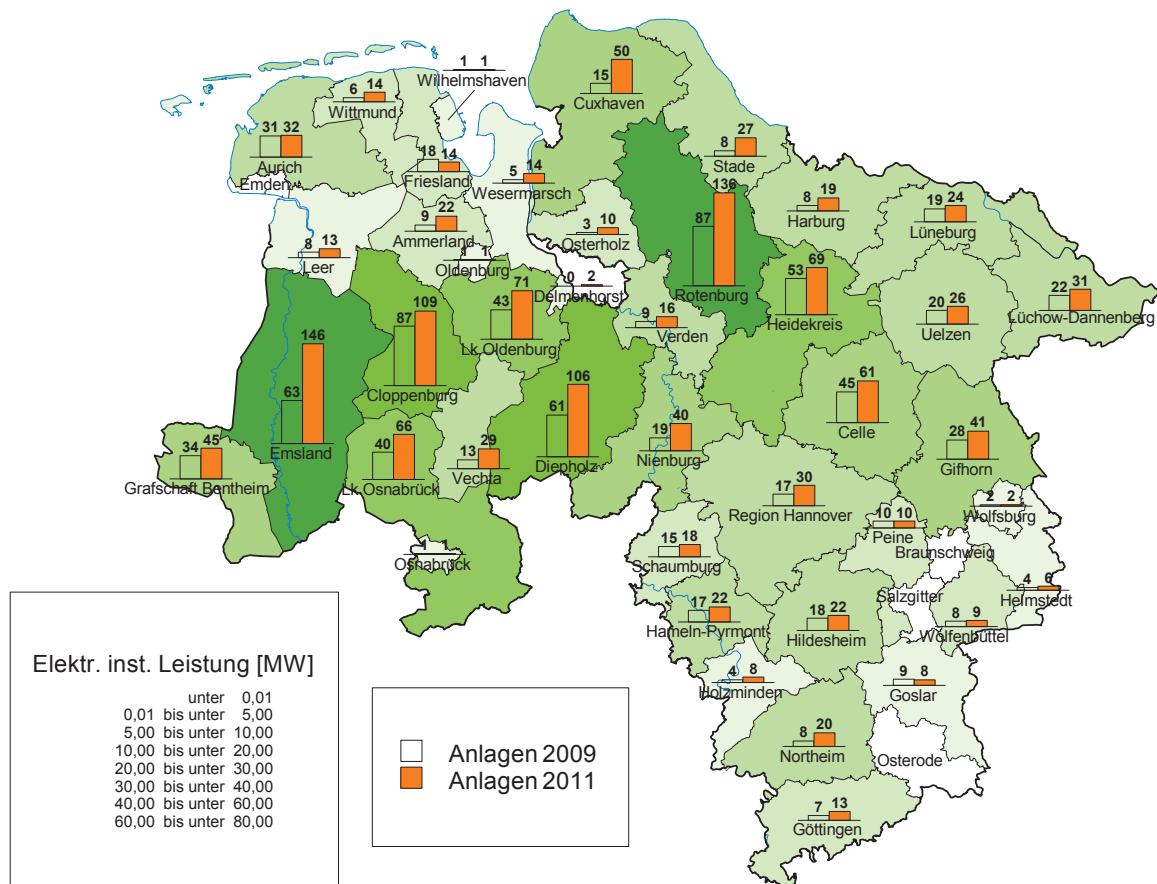 50
1 1
Wilhelmshaven
15
Cuxhaven
6 14
Wittmund
31 32
Aurich
Emden
18 14
Friesland
5 14
Wesermarsch
8 27
Stade
136
87
Rotenburg
8 19
Harburg
19 24
Lüneburg
9 22
Ammerland
3 10
Osterholz
8 13
Leer
1 1
Oldenburg
0 2
Delmenhorst
53 69
Heidekreis
22 31
Lüchow-Dannenberg
20 26
Uelzen
87 109
Cloppenburg
43 71
Lk.Oldenburg
9 16
Verden
63 146
Emsland
61 106
Diepholz
45 61
Celle
34 45
Grafschaft Bentheim
40 66
Lk.Osnabrück
13 29
Vechta
19 40
Nienburg
28 41
Gifhorn
17 30
Region Hannover
2 2
Wolfsburg
10 10
Peine
Braunschweig
1 1
Osnabrück
15 18
Schaumburg
Salzgitter
4 6
Helmstedt
17 22
Hameln-Pyrmont
18 22
Hildesheim
8 9
Wolfenbüttel
4 8
Holzminden
9 8
Goslar
8 20
Northeim
Osterode
7 13
Göttingen
Elektr. inst. Leistung [MW]
unter 0,01
0,01 bis unter 5,00
5,00 bis unter 10,00
10,00 bis unter 20,00
20,00 bis unter 30,00
30,00 bis unter 40,00
40,00 bis unter 60,00
60,00 bis unter 80,00
Anlagen 2009
Anlagen 2011